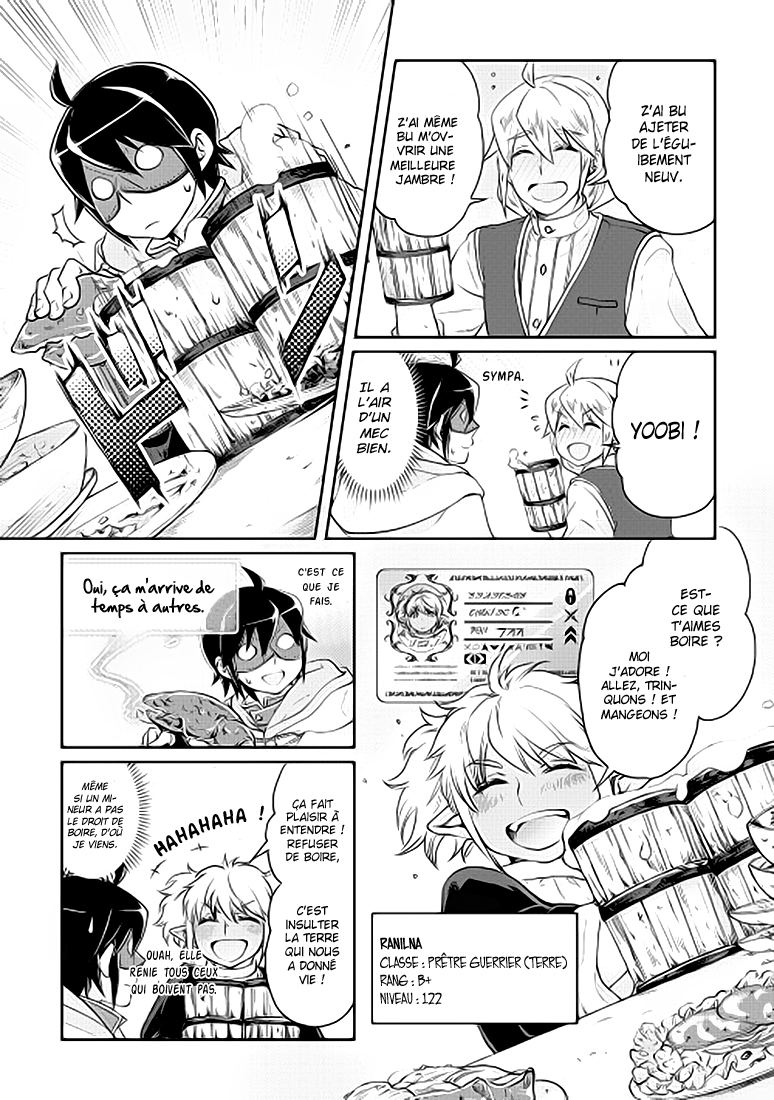 Z'AI BU
AJETER
DE L'ÉGUI-
BEMENT
NEUV.
Z'AI MÊME
BU M'OV-
VRIR UNE
MEILLEURE
JAMBRE !
YOOBI !
SYMPA.
IL A
L'AIR D'UN
MEC
BIEN.
EST-
CE QUE
T'AIMES
BOIRE ?
MOI
J'ADORE !
ALLEZ, TRIN-
QUONS ! ET
MANGEONS !
C'EST CE
QUE JE
FAIS.
Oui, ça m'arrive de
temps à autres.
RANILNA
CLASSE : PRÊTRE GUERRIER (TERRE)
RANG : B+
NIVEAU : 122
ÇA FAIT
PLAISIR À
ENTENDRE !
REFUSER
DE BOIRE,
C'EST
INSULTER
LA TERRE
QUI NOUS
A DONNÉ
VIE !
HAHAHAHA !
MÊME
SI UN MI-
NEUR A PAS
LE DROIT DE
BOIRE, D'OÙ
JE VIENS.
OUAH, ELLE
RENIE TOUS CEUX
QUI BOIVENT PAS.